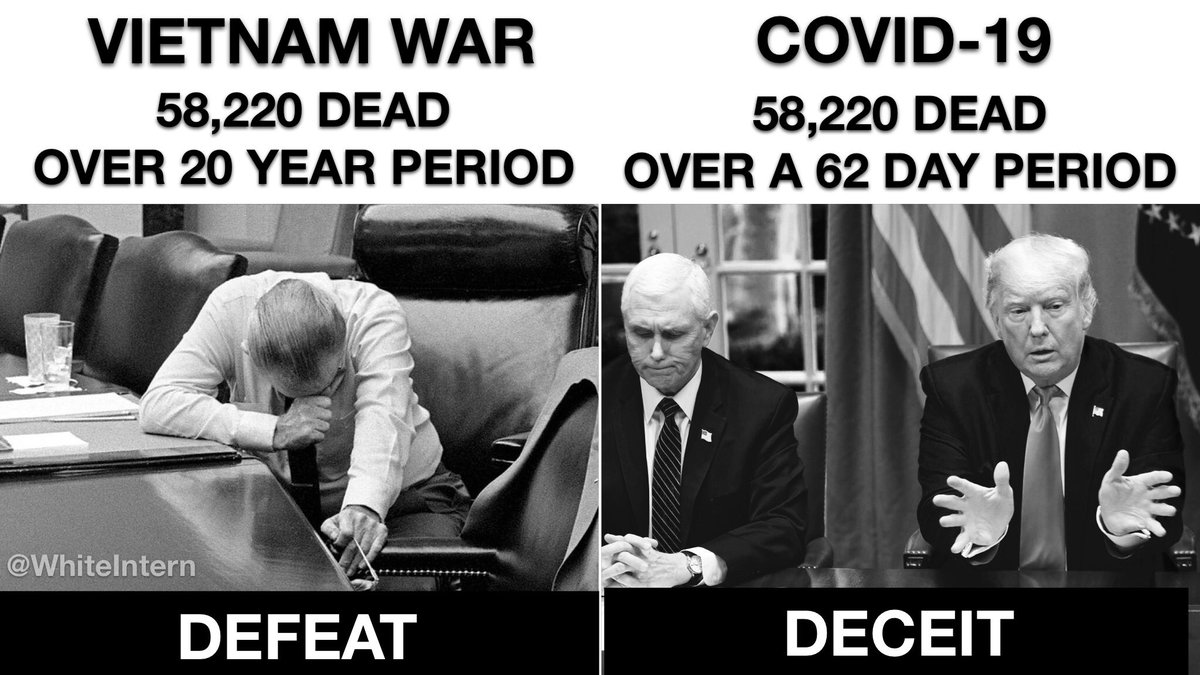 VIETNAM WAR
58,220 DEAD
OVER 20 YEAR PERIOD
@WhiteIntern
DEFEAT
COVID-19
58,220 DEAD
OVER A 62 DAY PERIOD
DECEIT